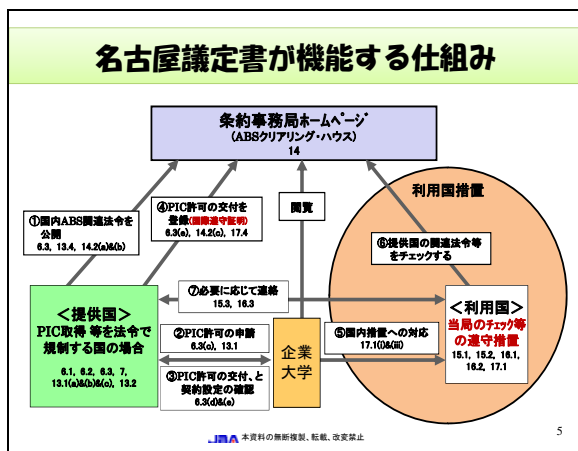 名古屋議定書が機能する仕組み
条約事務局ホームページ
(ABSクリアリング・ハウス)
14
利用国措置
①国内ABS関連法令を
公開
6.3, 13.4, 14.2(a)&(b)
④PIC許可の交付を
登録(国際遵守証明)
6.3(e), 14.2(c), 17.4
閲覧
⑥提供国の関連法令等
をチェックする
⑦必要に応じて連絡
15.3, 16.3
<提供国>
PIC取得 等を法令で
規制する国の場合
6.1, 6.2, 6.3, 7,
13.1(a)&(b)&(c), 13.2
②PIC許可の申請
6.3(c), 13.1
③PIC許可の交付、と
契約設定の確認
6.3(d)&(e)
企業
大学
⑤国内措置への対応
17.1(i)&(iii)
<利用国>
当局のチェック等
の遵守措置
15.1, 15.2, 16.1,
16.2, 17.1
JBA 本資料の無断複製、転載、改変禁止
5